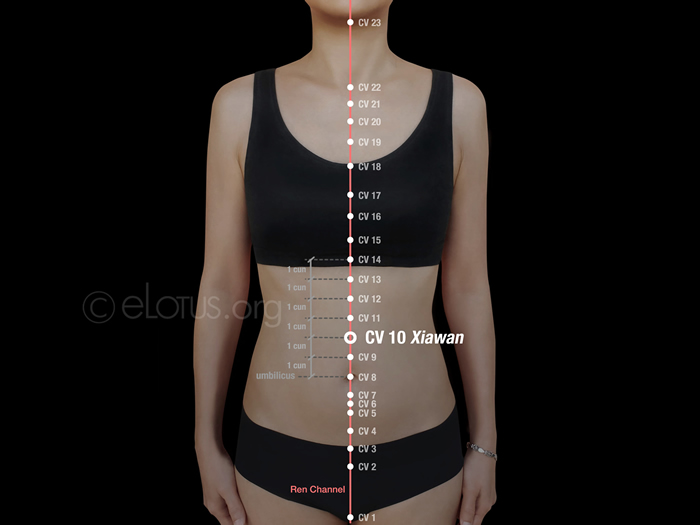 CV 23
CV 22
CV 21
CV 20
CV 19
CV 18
CV 17
CV 16
CV 15
CV 14
1 cun
CV 13
1 cun
CV 12
1 cun
CV 11
© eLotus.org
1 cun
CV 10 Xiawan
1 cun
CV 9
1 cun
umbilicus
CV 8
CV 7
CV 6
CV 5
CV 4
CV 3
CV 2
Ren Channel
CV 1